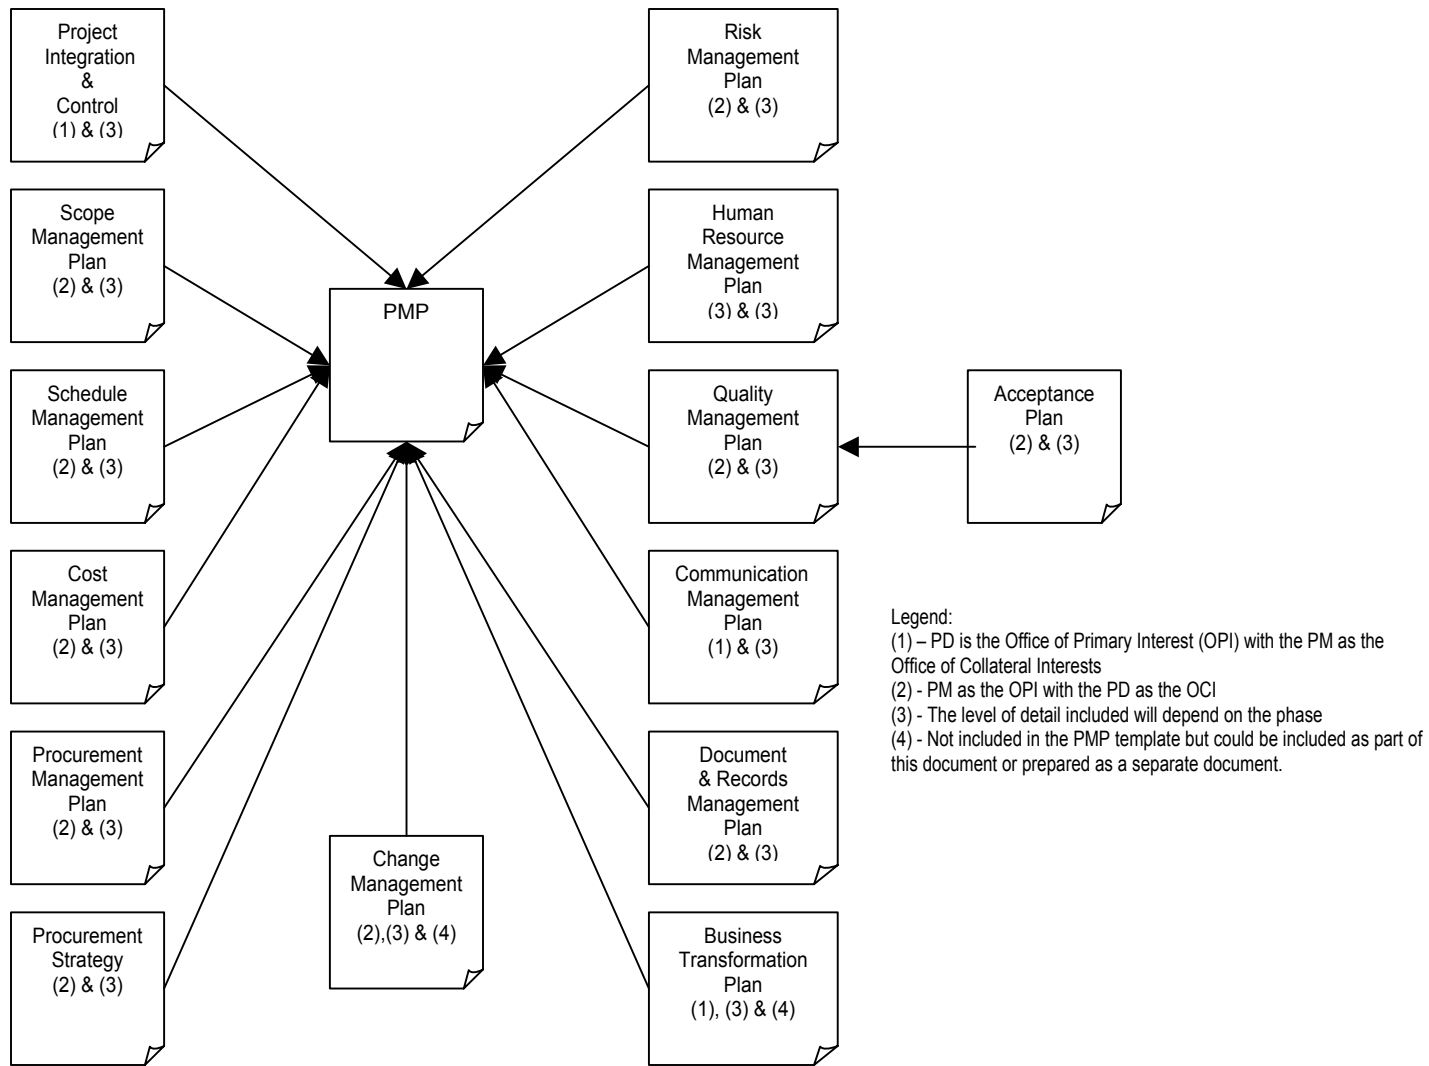 Project
Integration
&
Control
(1) & (3)
Risk
Management
Plan
(2) & (3)
Scope
Management
Plan
(2) & (3)
Human
Resource
Management
Plan
(3) & (3)
PMP
Schedule
Management
Plan
(2) & (3)
Quality
Management
Plan
(2) & (3)
Acceptance
Plan
(2) & (3)
Cost
Management
Plan
(2) & (3)
Communication
Management
Plan
(1) & (3)
Legend:
(1) – PD is the Office of Primary Interest (OPI) with the PM as the
Office of Collateral Interests
(2) - PM as the OPI with the PD as the OCI
(3) - The level of detail included will depend on the phase
(4) - Not included in the PMP template but could be included as part of
this document or prepared as a separate document.
Procurement
Management
Plan
(2) & (3)
Change
Management
Plan
(2),(3) & (4)
Document
& Records
Management
Plan
(2) & (3)
Procurement
Strategy
(2) & (3)
Business
Transformation
Plan
(1), (3) & (4)